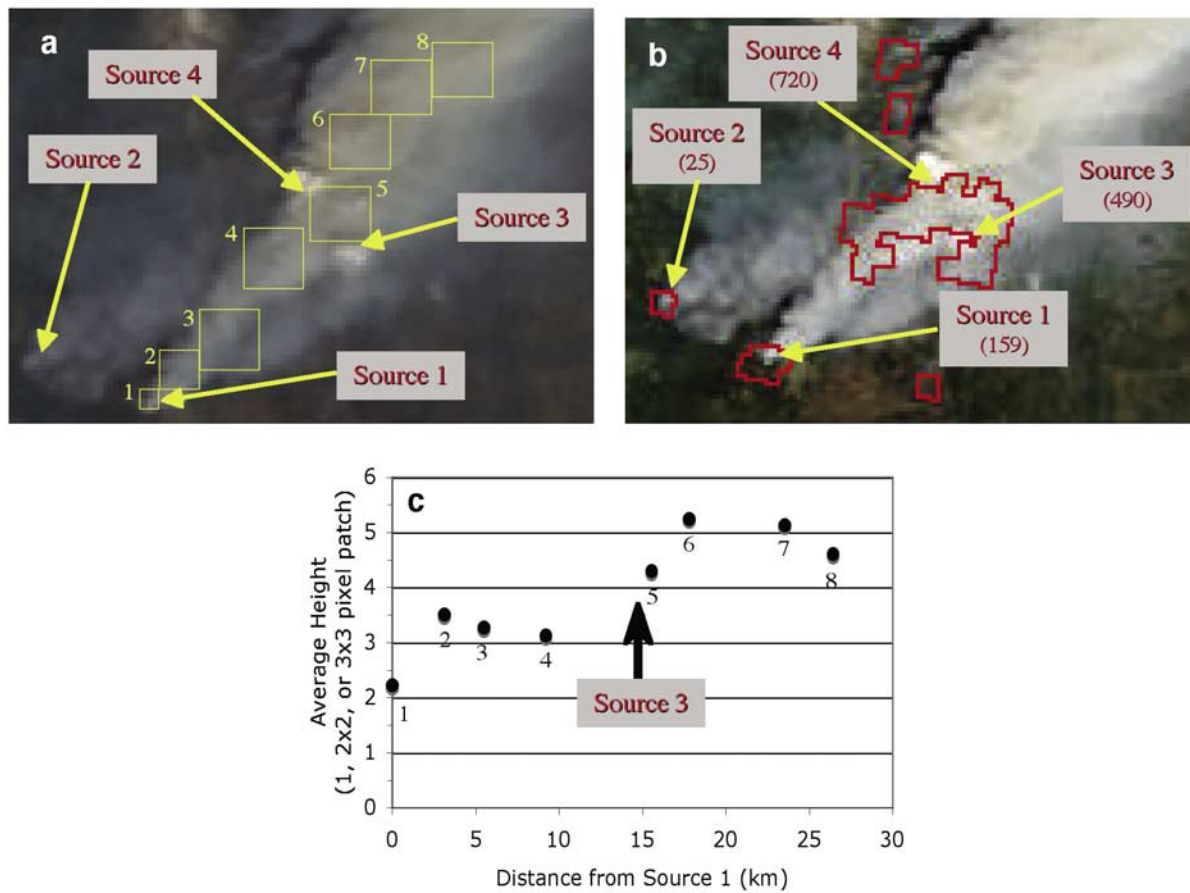 a
8
7
Source 4
6
Source 2
5
Source 3
4
3
2
1
Source 1
b
Source 4
(720)
Source 2
(25)
Source 3
(490)
Source 1
(159)
c
Average Height
(1, 2x2, or 3x3 pixel patch)
6
5
4
3
2
1
0
1
2
3
4
5
6
7
8
Source 3
0
5
10
15
20
25
30
Distance from Source 1 (km)